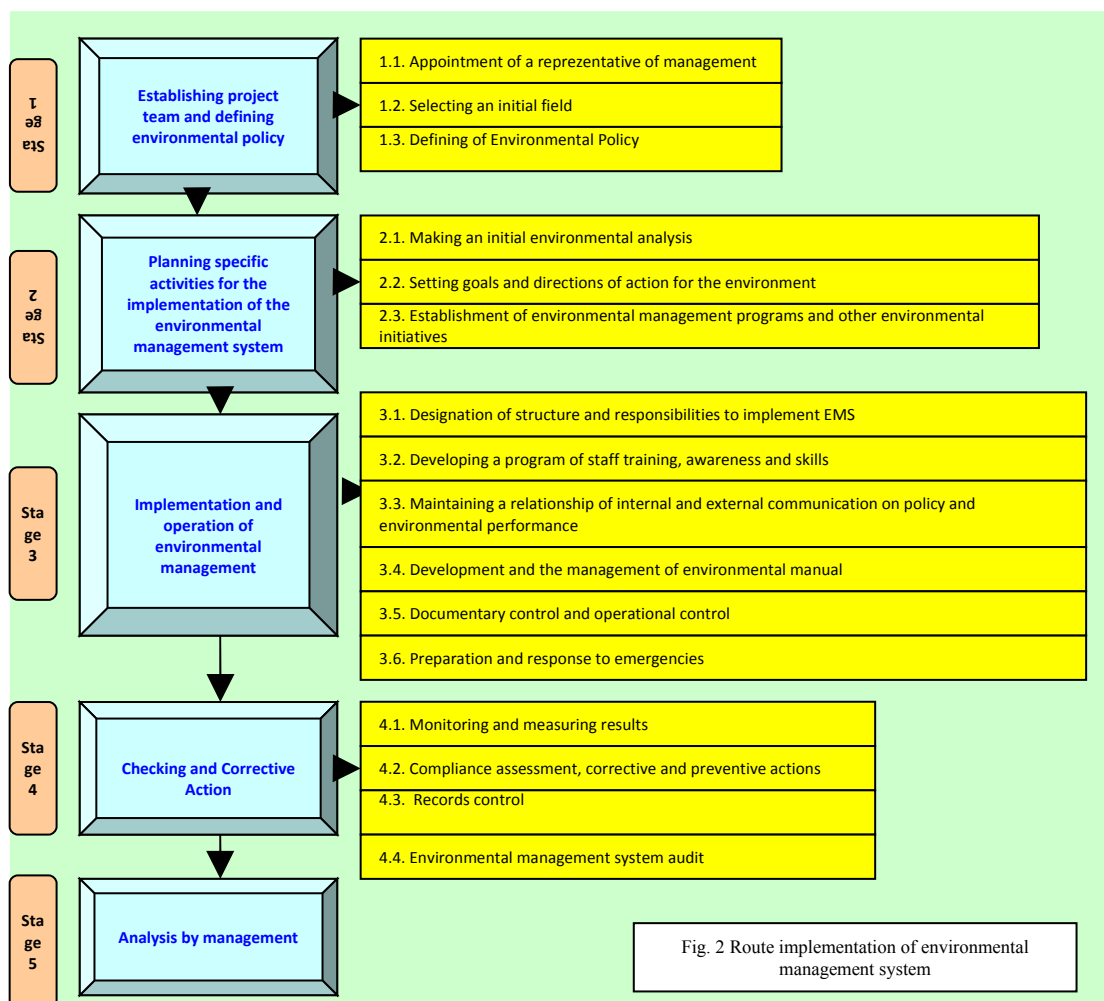 Sta
ge
1
Establishing project
team and defining
environmental policy
1.1. Appointment of a reprezentative of management
1.2. Selecting an initial field
1.3. Defining of Environmental Policy
Sta
ge
2
Planning specific
activities for the
implementation of the
environmental
management system
2.1. Making an initial environmental analysis
2.2. Setting goals and directions of action for the environment
2.3. Establishment of environmental management programs and other environmental
initiatives
Sta
ge
3
Implementation and
operation of
environmental
management
3.1. Designation of structure and responsibilities to implement EMS
3.2. Developing a program of staff training, awareness and skills
3.3. Maintaining a relationship of internal and external communication on policy and
environmental performance
3.4. Development and the management of environmental manual
3.5. Documentary control and operational control
3.6. Preparation and response to emergencies
Sta
ge
4
Checking and Corrective
Action
4.1. Monitoring and measuring results
4.2. Compliance assessment, corrective and preventive actions
4.3. Records control
4.4. Environmental management system audit
Sta
ge
5
Analysis by management
Fig. 2 Route implementation of environmental
management system